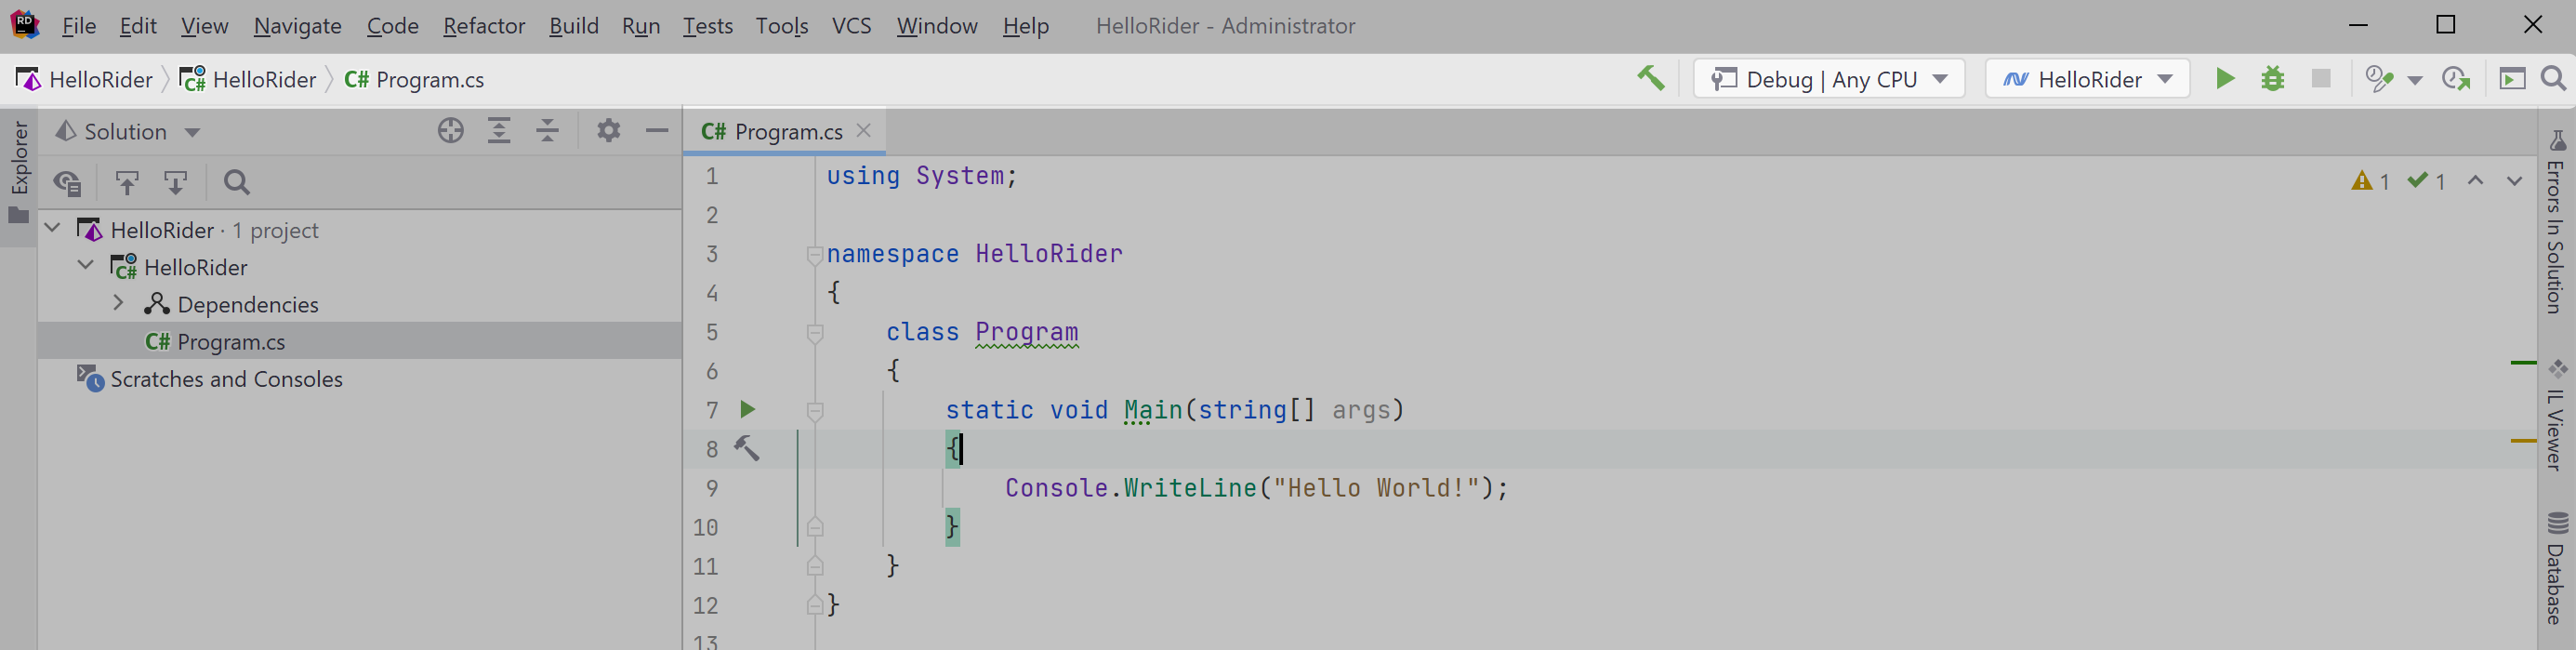 File Edit View Navigate Code Refactor Build Run Tests Tools VCS Window Help HelloRider - Administrator
HelloRider HelloRider C# Program.cs Debug | Any CPU HelloRider
Explorer
Solution
C# Program.cs
HelloRider · 1 project
C# HelloRider
Dependencies
C# Program.cs
Scratches and Consoles
1 using System;
2
3 namespace HelloRider
4 {
5 class Program
6 {
7 static void Main(string[] args)
8 {
9 Console.WriteLine("Hello World!");
10 }
11 }
12 }
13
1 1
Errors In Solution
IL Viewer
Database